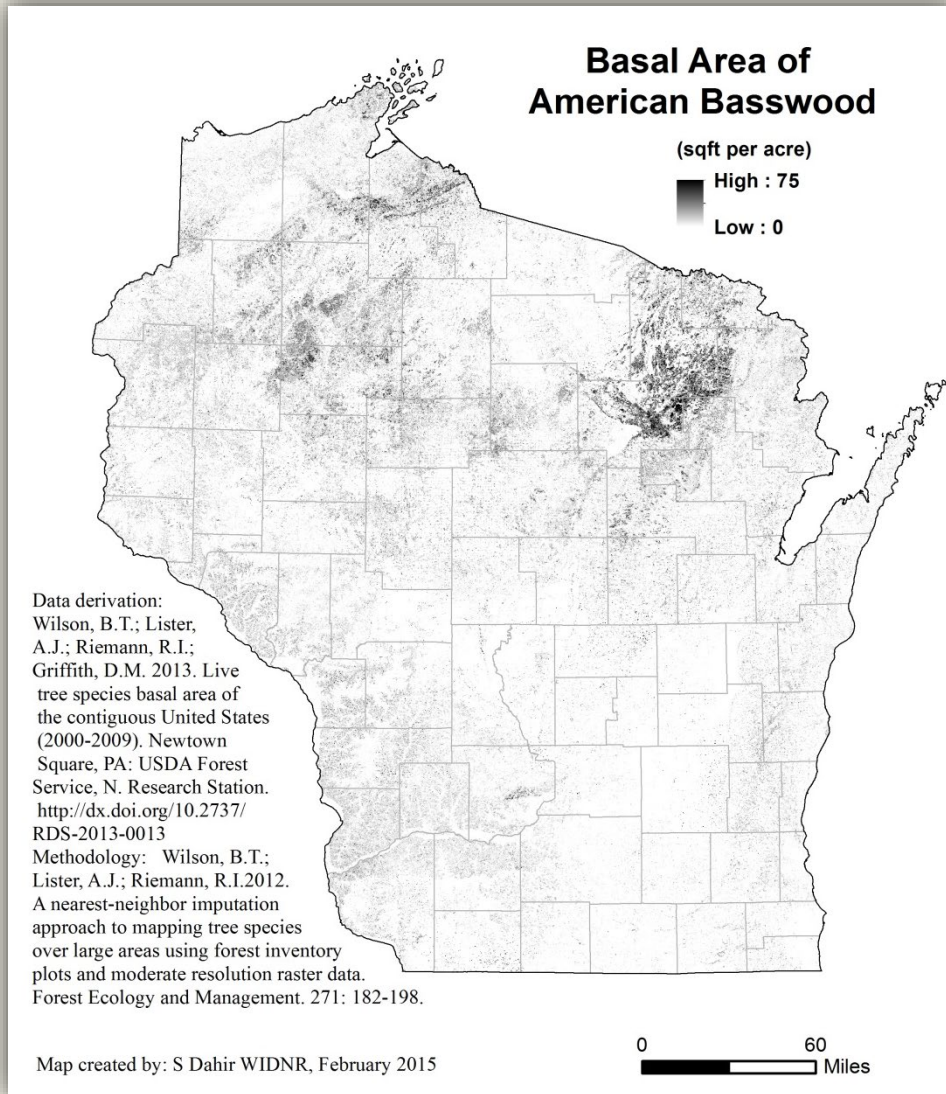 Basal Area of
American Basswood
(sqft per acre)
High : 75
Low : 0
Data derivation:
Wilson, B.T.; Lister,
A.J.; Riemann, R.I.;
Griffith, D.M. 2013. Live
tree species basal area of
the contiguous United States
(2000-2009). Newtown
Square, PA: USDA Forest
Service, N. Research Station.
http://dx.doi.org/10.2737/
RDS-2013-0013
Methodology: Wilson, B.T.;
Lister, A.J.; Riemann, R.I.2012.
A nearest-neighbor imputation
approach to mapping tree species
over large areas using forest inventory
plots and moderate resolution raster data.
Forest Ecology and Management. 271: 182-198.
Map created by: S Dahir WIDNR, February 2015
0 60
Miles